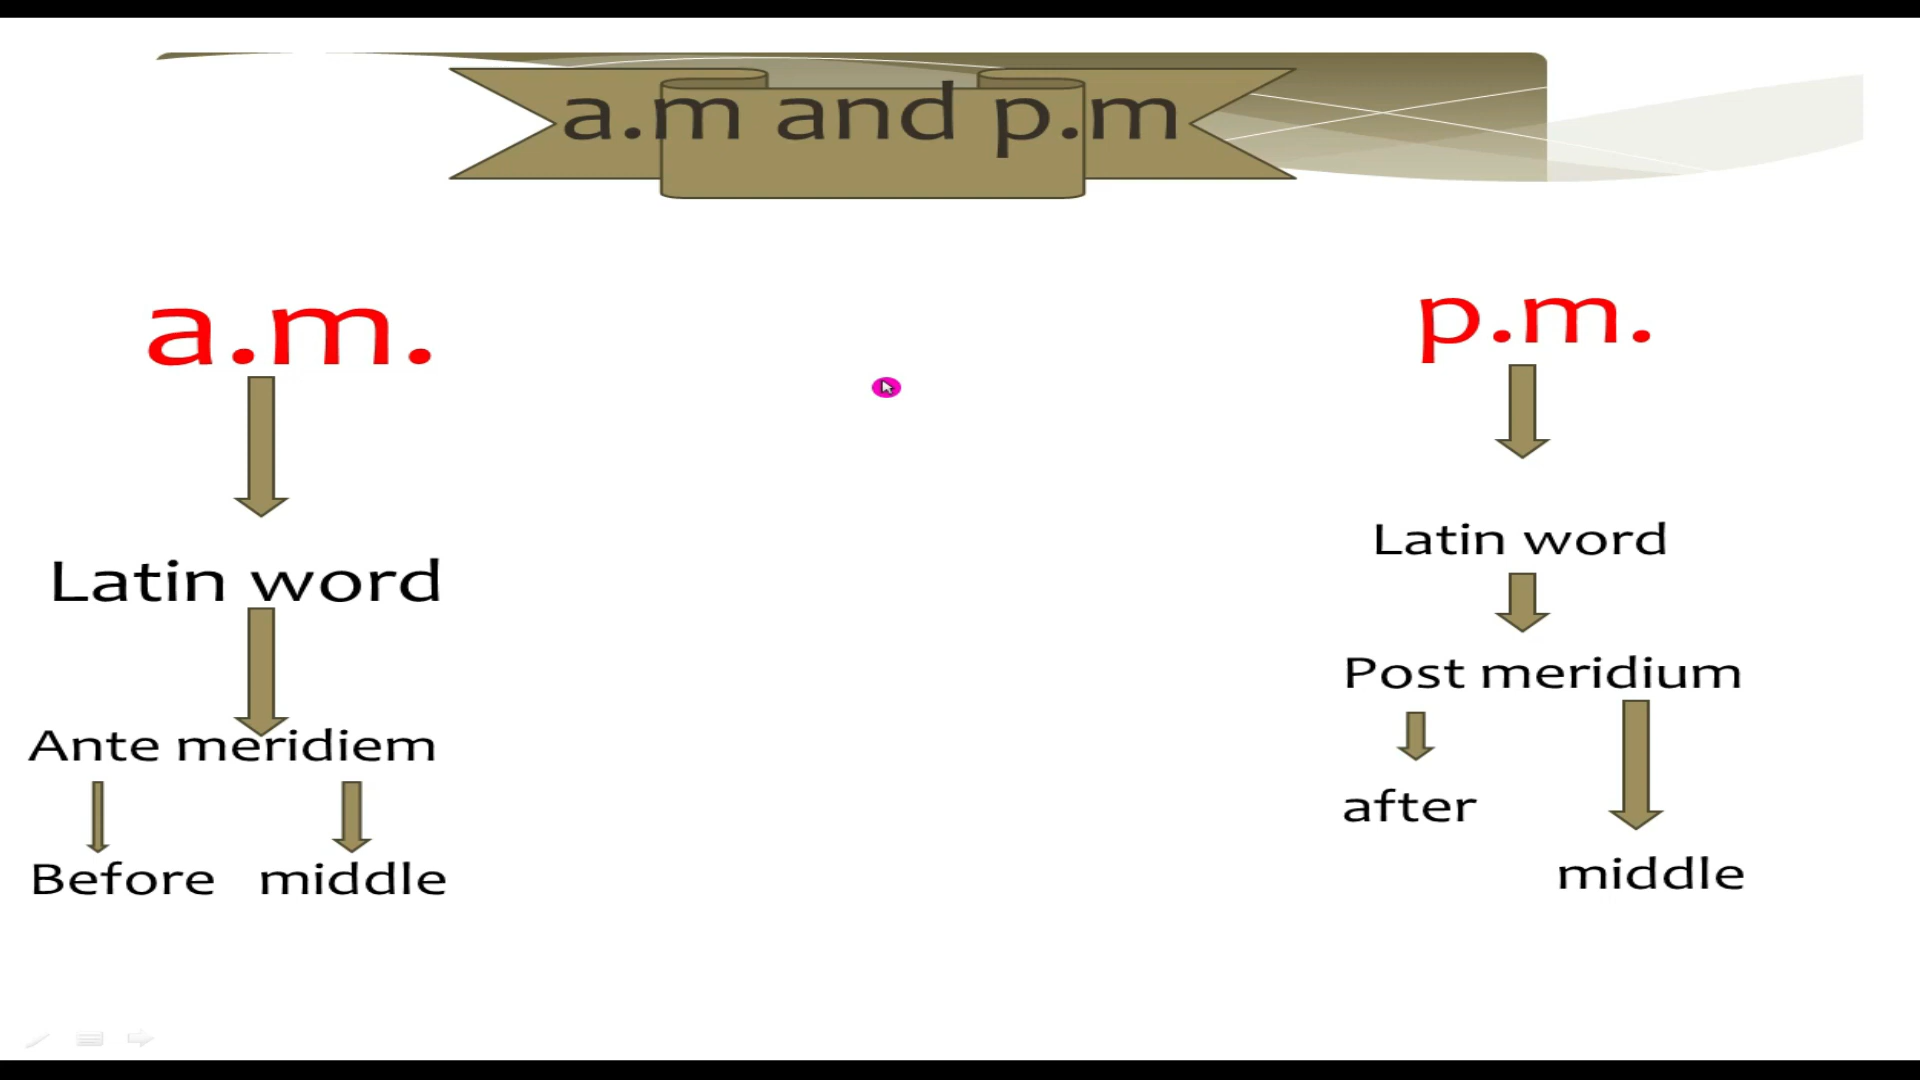 a.m and p.m
a.m.
Latin word
Ante meridiem
Before middle
p.m.
Latin word
Post meridium
after
middle